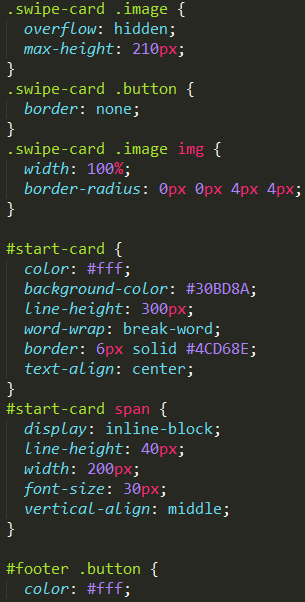 .swipe-card .image {
  overflow: hidden;
  max-height: 210px;
}
.swipe-card .button {
  border: none;
}
.swipe-card .image img {
  width: 100%;
  border-radius: 0px 0px 4px 4px;
}

#start-card {
  color: #fff;
  background-color: #30BD8A;
  line-height: 300px;
  word-wrap: break-word;
  border: 6px solid #4CD68E;
  text-align: center;
}
#start-card span {
  display: inline-block;
  line-height: 40px;
  width: 200px;
  font-size: 30px;
  vertical-align: middle;
}

#footer .button {
  color: #fff;